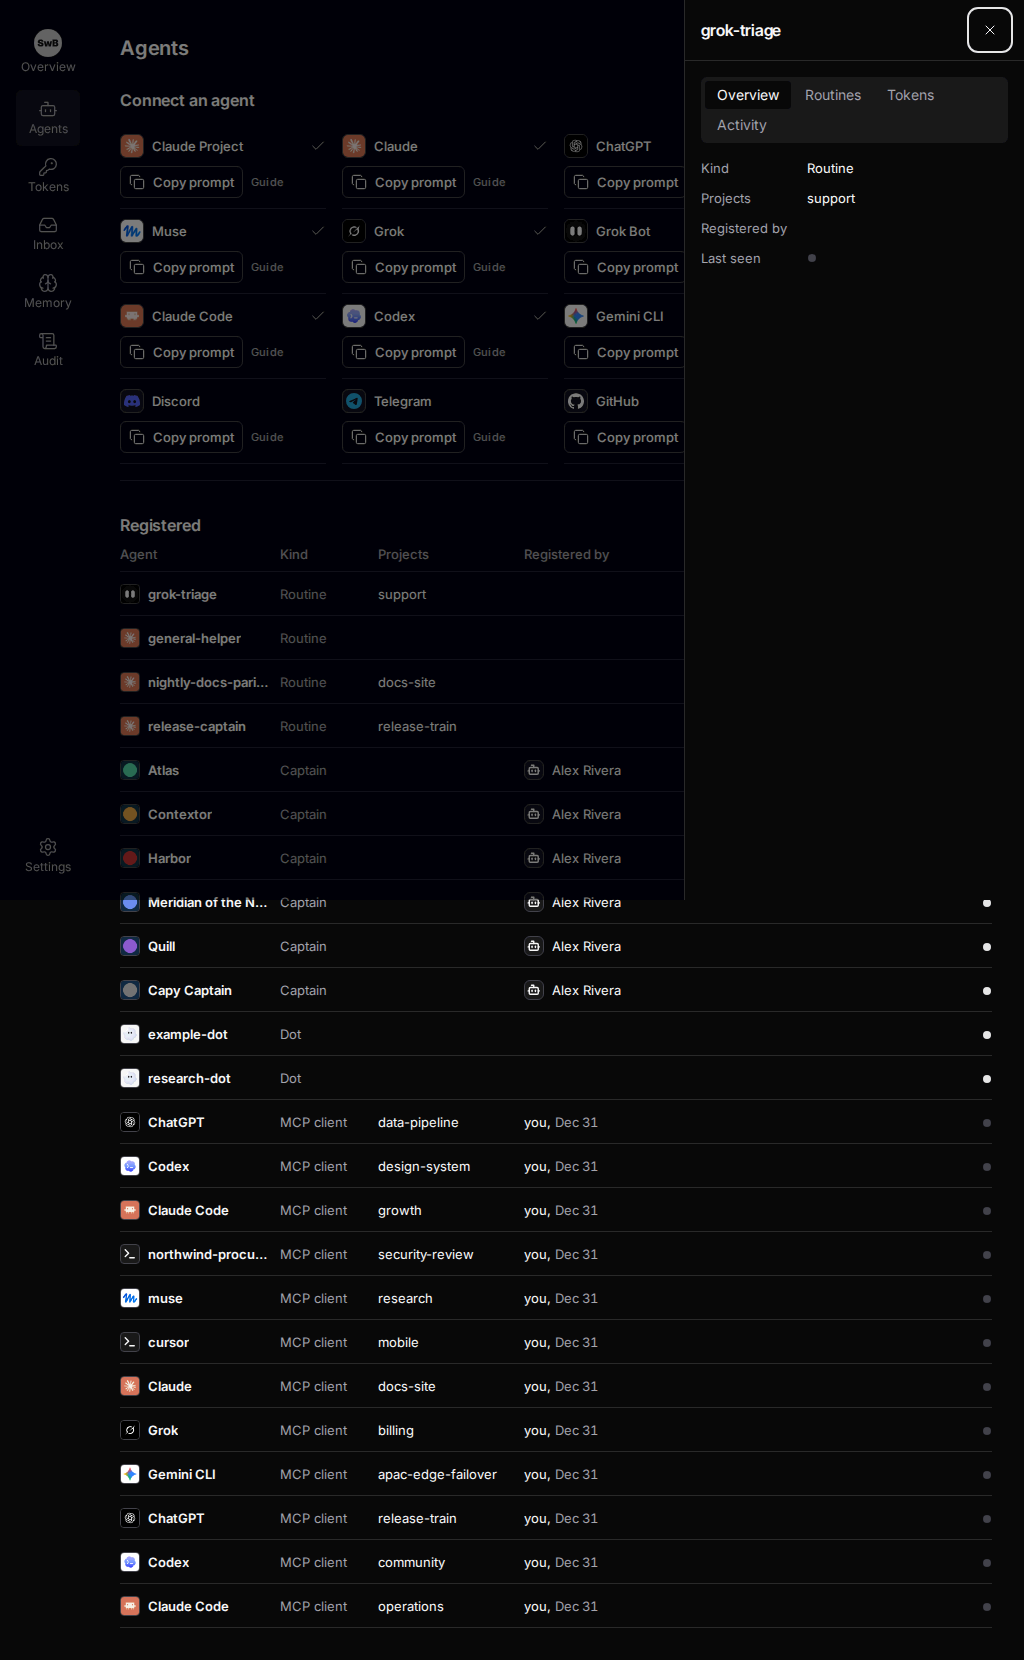 SwB
Overview
Agents
Tokens
Inbox
Memory
Audit
Settings
Agents
Connect an agent
Claude Project
Claude
ChatGPT
Copy prompt Guide
Copy prompt Guide
Copy prompt
Muse
Grok
Grok Bot
Copy prompt Guide
Copy prompt Guide
Copy prompt
Claude Code
Codex
Gemini CLI
Copy prompt Guide
Copy prompt Guide
Copy prompt
Discord
Telegram
GitHub
Copy prompt Guide
Copy prompt Guide
Copy prompt
Registered
Agent Kind Projects Registered by
grok-triage Routine support
general-helper Routine
nightly-docs-pari... Routine docs-site
release-captain Routine release-train
Atlas Captain Alex Rivera
Contextor Captain Alex Rivera
Harbor Captain Alex Rivera
Meridian of the N... Captain Alex Rivera
Quill Captain Alex Rivera
Capy Captain Captain Alex Rivera
example-dot Dot
research-dot Dot
ChatGPT MCP client data-pipeline you, Dec 31
Codex MCP client design-system you, Dec 31
Claude Code MCP client growth you, Dec 31
northwind-procu... MCP client security-review you, Dec 31
muse MCP client research you, Dec 31
cursor MCP client mobile you, Dec 31
Claude MCP client docs-site you, Dec 31
Grok MCP client billing you, Dec 31
Gemini CLI MCP client apac-edge-failover you, Dec 31
ChatGPT MCP client release-train you, Dec 31
Codex MCP client community you, Dec 31
Claude Code MCP client operations you, Dec 31
grok-triage
Overview Routines Tokens
Activity
Kind Routine
Projects support
Registered by
Last seen